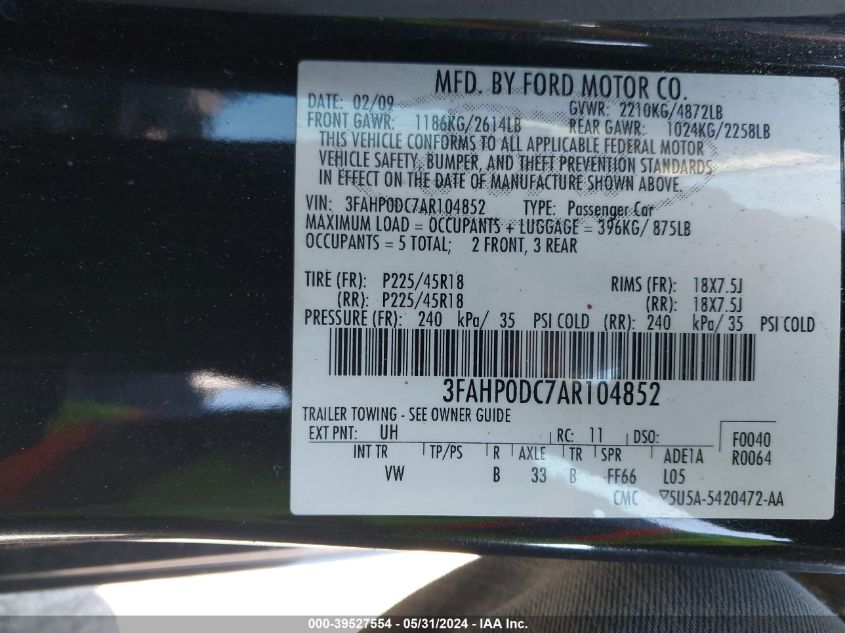 MFD. BY FORD MOTOR CO.
DATE: 02/09 GVWR: 2210KG/4872LB
FRONT GAWR: 1186KG/2614LB REAR GAWR: 1024KG/2258LB
THIS VEHICLE CONFORMS TO ALL APPLICABLE FEDERAL MOTOR
VEHICLE SAFETY, BUMPER, AND THEFT PREVENTION STANDARDS
IN EFFECT ON THE DATE OF MANUFACTURE SHOWN ABOVE.
VIN: 3FAHP0DC7AR104852 TYPE: Passenger Car
MAXIMUM LOAD = OCCUPANTS + LUGGAGE = 396KG/ 875LB
OCCUPANTS = 5 TOTAL; 2 FRONT, 3 REAR
TIRE (FR): P225/45R18 RIMS (FR): 18X7.5J
(RR): P225/45R18 (RR): 18X7.5J
PRESSURE (FR): 240 kPa/ 35 PSI COLD (RR): 240 kPa/ 35 PSI COLD
3FAHP0DC7AR104852
TRAILER TOWING - SEE OWNER GUIDE
EXT PNT: UH RC: 11 DSO: F0040
INT TR TP/PS R AXLE TR SPR ADE1A R0064
VW B 33 B -FF66 L05
CMC ▽5U5A-5420472-AA
000-39527554 - 05/31/2024 - IAA Inc.